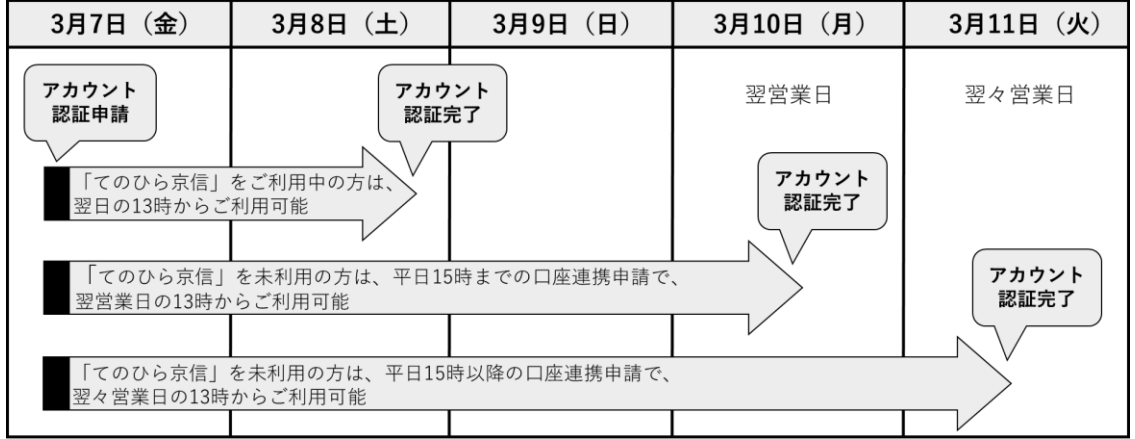 3月7日（金）
3月8日（土）
3月9日（日）
3月10日（月）
3月11日（火）
アカウント
認証申請
アカウント
認証完了
翌営業日
翌々営業日
「てのひら京信」をご利用中の方は、
翌日の13時からご利用可能
アカウント
認証完了
「てのひら京信」を未利用の方は、平日15時までの口座連携申請で、
翌営業日の13時からご利用可能
アカウント
認証完了
「てのひら京信」を未利用の方は、平日15時以降の口座連携申請で、
翌々営業日の13時からご利用可能